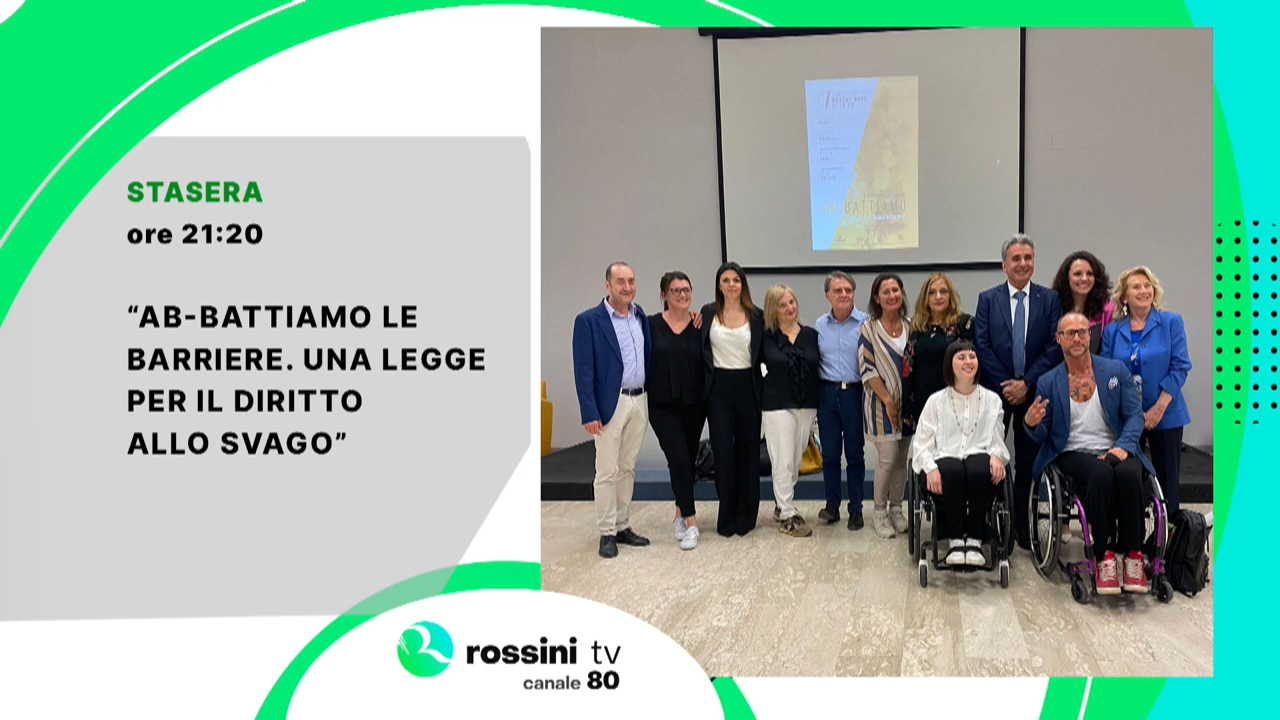 STASERA
ore 21:20
“AB-BATTIAMO LE
BARRIERE. UNA LEGGE
PER IL DIRITTO
ALLO SVAGO”
BATTIAMO
rossini tv
canale 80